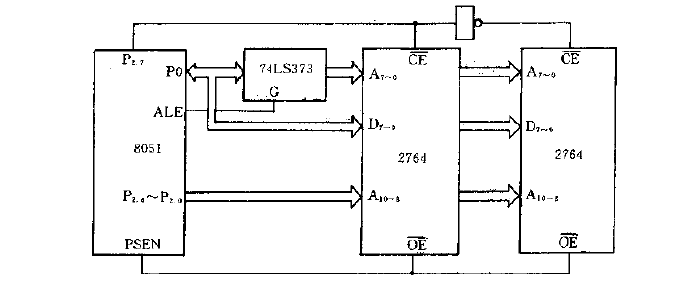 P2.7
P0
ALE
8051
P2.4～P2.0
PSEN
74LS373
G
CE
A7~0
D7~0
2764
A10~8
OE
CE
A7~0
D7~0
2764
A10~8
OE